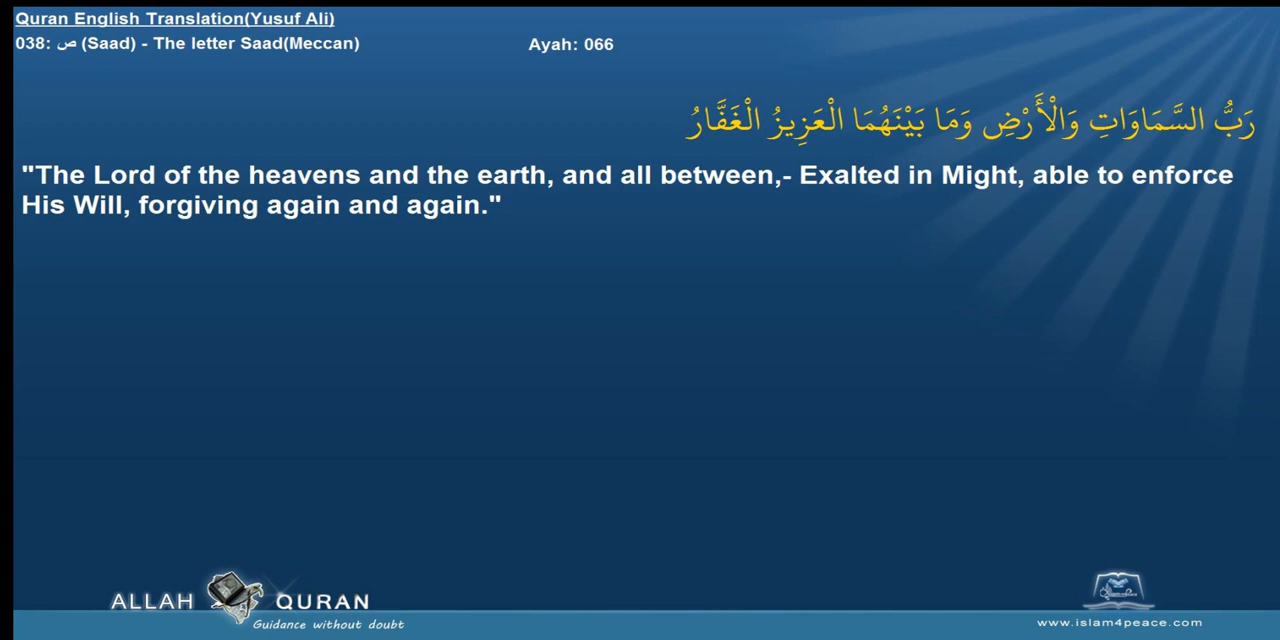 Quran English Translation(Yusuf Ali)
038: ص (Saad) - The letter Saad(Meccan) Ayah: 066
رَبُّ السَّمَاوَاتِ وَالْأَرْضِ وَمَا بَيْنَهُمَا الْعَزِيزُ الْغَفَّارُ
"The Lord of the heavens and the earth, and all between,- Exalted in Might, able to enforce
His Will, forgiving again and again."
ALLAH QURAN
Guidance without doubt
www.islam4peace.com